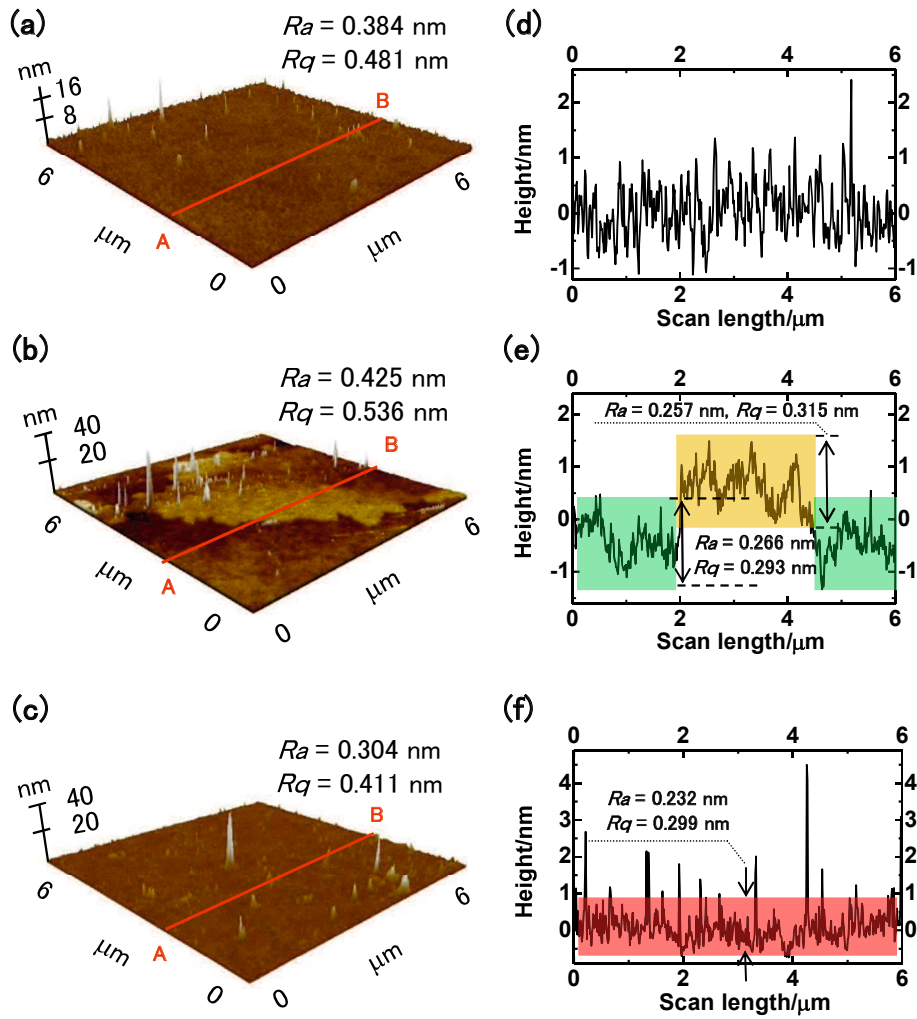 (a)
Ra = 0.384 nm
Rq = 0.481 nm
nm
16
8
B
A
6
μm
0
0
μm
6
(d)
0 2 4 6
Height/nm
2
1
0
-1
2
1
0
-1
0 2 4 6
Scan length/μm
(b)
Ra = 0.425 nm
Rq = 0.536 nm
nm
40
20
B
A
6
μm
0
0
μm
6
(e)
0 2 4 6
Height/nm
2
1
0
-1
Ra = 0.257 nm, Rq = 0.315 nm
Ra = 0.266 nm
Rq = 0.293 nm
2
1
0
-1
0 2 4 6
Scan length/μm
(c)
Ra = 0.304 nm
Rq = 0.411 nm
nm
40
20
B
A
6
μm
0
0
μm
6
(f)
0 2 4 6
Height/nm
4
3
2
1
0
Ra = 0.232 nm
Rq = 0.299 nm
4
3
2
1
0
0 2 4 6
Scan length/μm